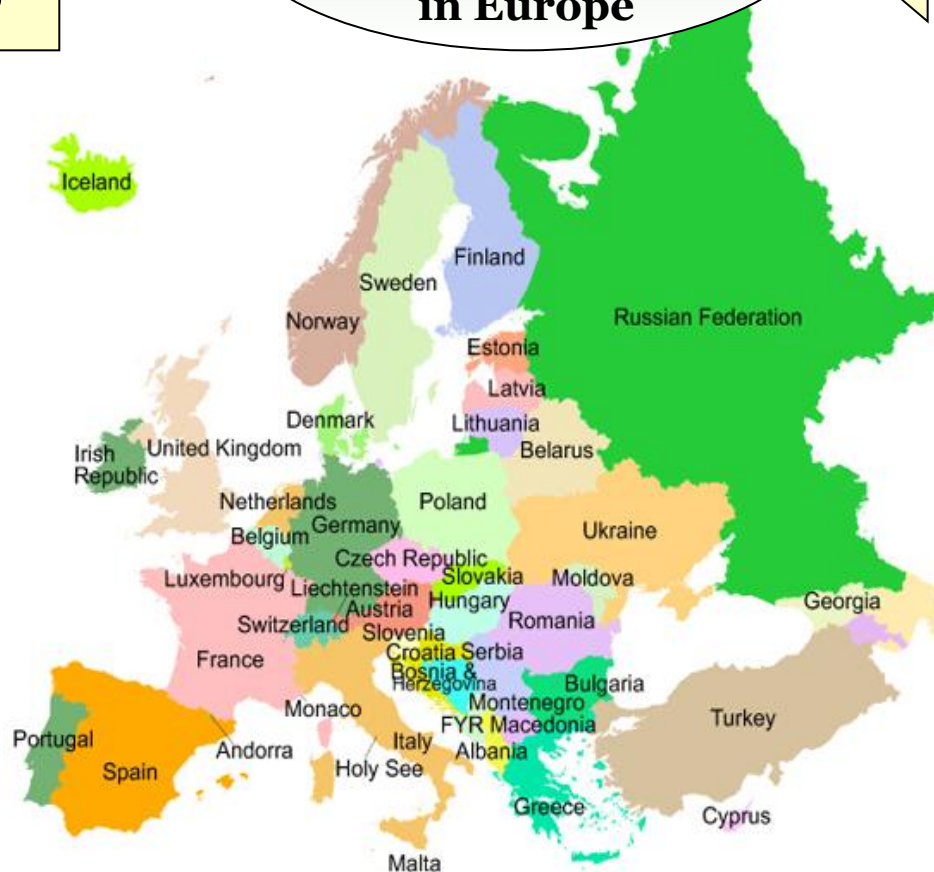 in Europe
Iceland
Finland
Sweden
Norway
Russian Federation
Estonia
Latvia
Denmark
Lithuania
United Kingdom
Belarus
Irish
Republic
Netherlands
Poland
Germany
Ukraine
Belgium
Czech Republic
Luxembourg
Slovakia
Moldova
Liechtenstein
Hungary
Georgia
Austria
Romania
Switzerland
Slovenia
Croatia
Serbia
France
Bosnia &
Herzegovina
Bulgaria
Montenegro
Monaco
FYR Macedonia
Turkey
Portugal
Italy
Albania
Andorra
Spain
Holy See
Greece
Cyprus
Malta